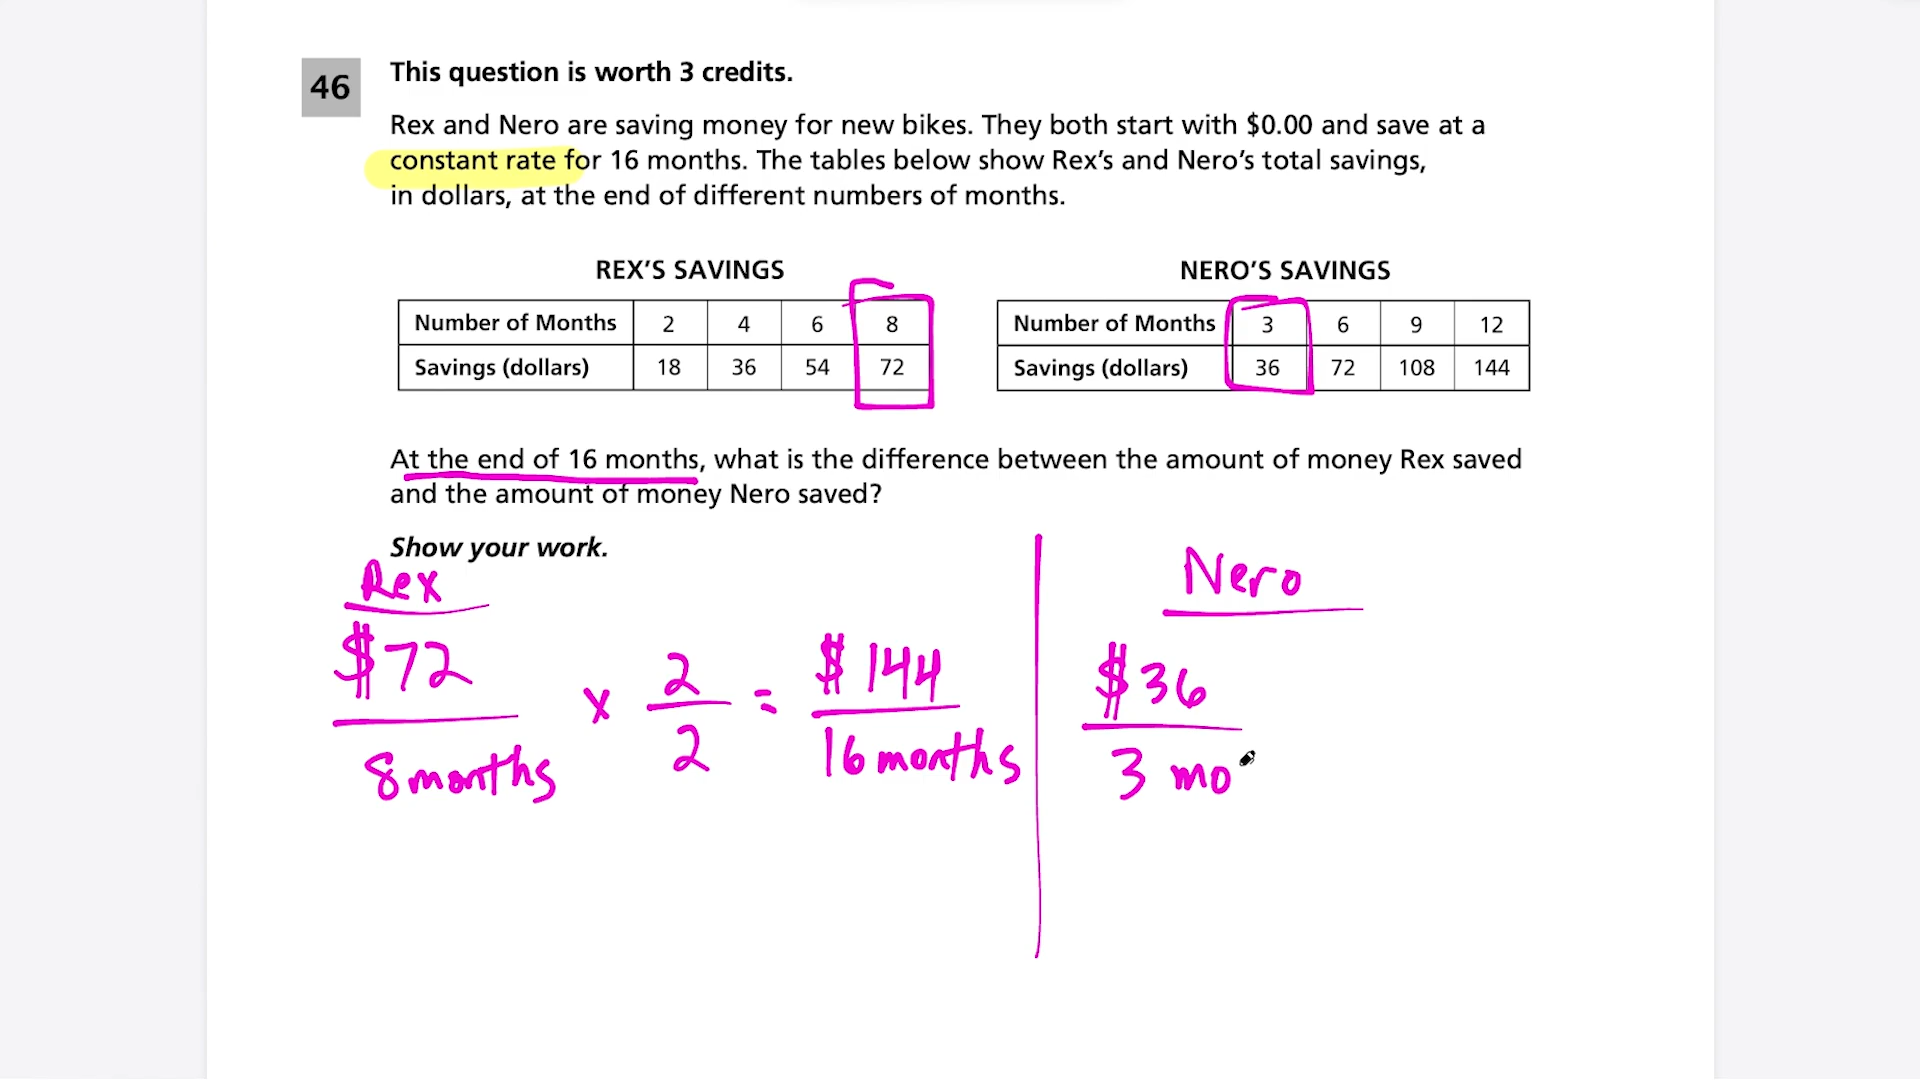 46
This question is worth 3 credits.
Rex and Nero are saving money for new bikes. They both start with $0.00 and save at a
constant rate for 16 months. The tables below show Rex’s and Nero’s total savings,
in dollars, at the end of different numbers of months.
REX’S SAVINGS
Number of Months 2 4 6 8
Savings (dollars) 18 36 54 72
NERO’S SAVINGS
Number of Months 3 6 9 12
Savings (dollars) 36 72 108 144
At the end of 16 months, what is the difference between the amount of money Rex saved
and the amount of money Nero saved?
Show your work.
Rex
$72
8 months
x 2 =
2
$144
16 months
Nero
$36
3 mo